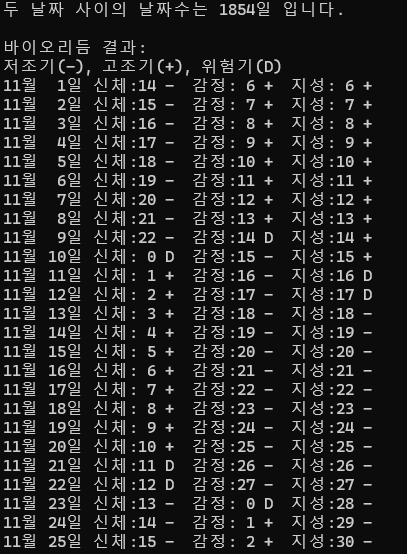 두 날짜 사이의 날짜수는 1854일 입니다.
바이오리듬 결과:
저조기(-), 고조기(+), 위험기(D)
11월  1일 신체:14 -  감정: 6 +  지성: 6 +
11월  2일 신체:15 -  감정: 7 +  지성: 7 +
11월  3일 신체:16 -  감정: 8 +  지성: 8 +
11월  4일 신체:17 -  감정: 9 +  지성: 9 +
11월  5일 신체:18 -  감정:10 +  지성:10 +
11월  6일 신체:19 -  감정:11 +  지성:11 +
11월  7일 신체:20 -  감정:12 +  지성:12 +
11월  8일 신체:21 -  감정:13 +  지성:13 +
11월  9일 신체:22 -  감정:14 D  지성:14 +
11월 10일 신체: 0 D  감정:15 -  지성:15 +
11월 11일 신체: 1 +  감정:16 -  지성:16 D
11월 12일 신체: 2 +  감정:17 -  지성:17 D
11월 13일 신체: 3 +  감정:18 -  지성:18 -
11월 14일 신체: 4 +  감정:19 -  지성:19 -
11월 15일 신체: 5 +  감정:20 -  지성:20 -
11월 16일 신체: 6 +  감정:21 -  지성:21 -
11월 17일 신체: 7 +  감정:22 -  지성:22 -
11월 18일 신체: 8 +  감정:23 -  지성:23 -
11월 19일 신체: 9 +  감정:24 -  지성:24 -
11월 20일 신체:10 +  감정:25 -  지성:25 -
11월 21일 신체:11 D  감정:26 -  지성:26 -
11월 22일 신체:12 D  감정:27 -  지성:27 -
11월 23일 신체:13 -  감정: 0 D  지성:28 -
11월 24일 신체:14 -  감정: 1 +  지성:29 -
11월 25일 신체:15 -  감정: 2 +  지성:30 -